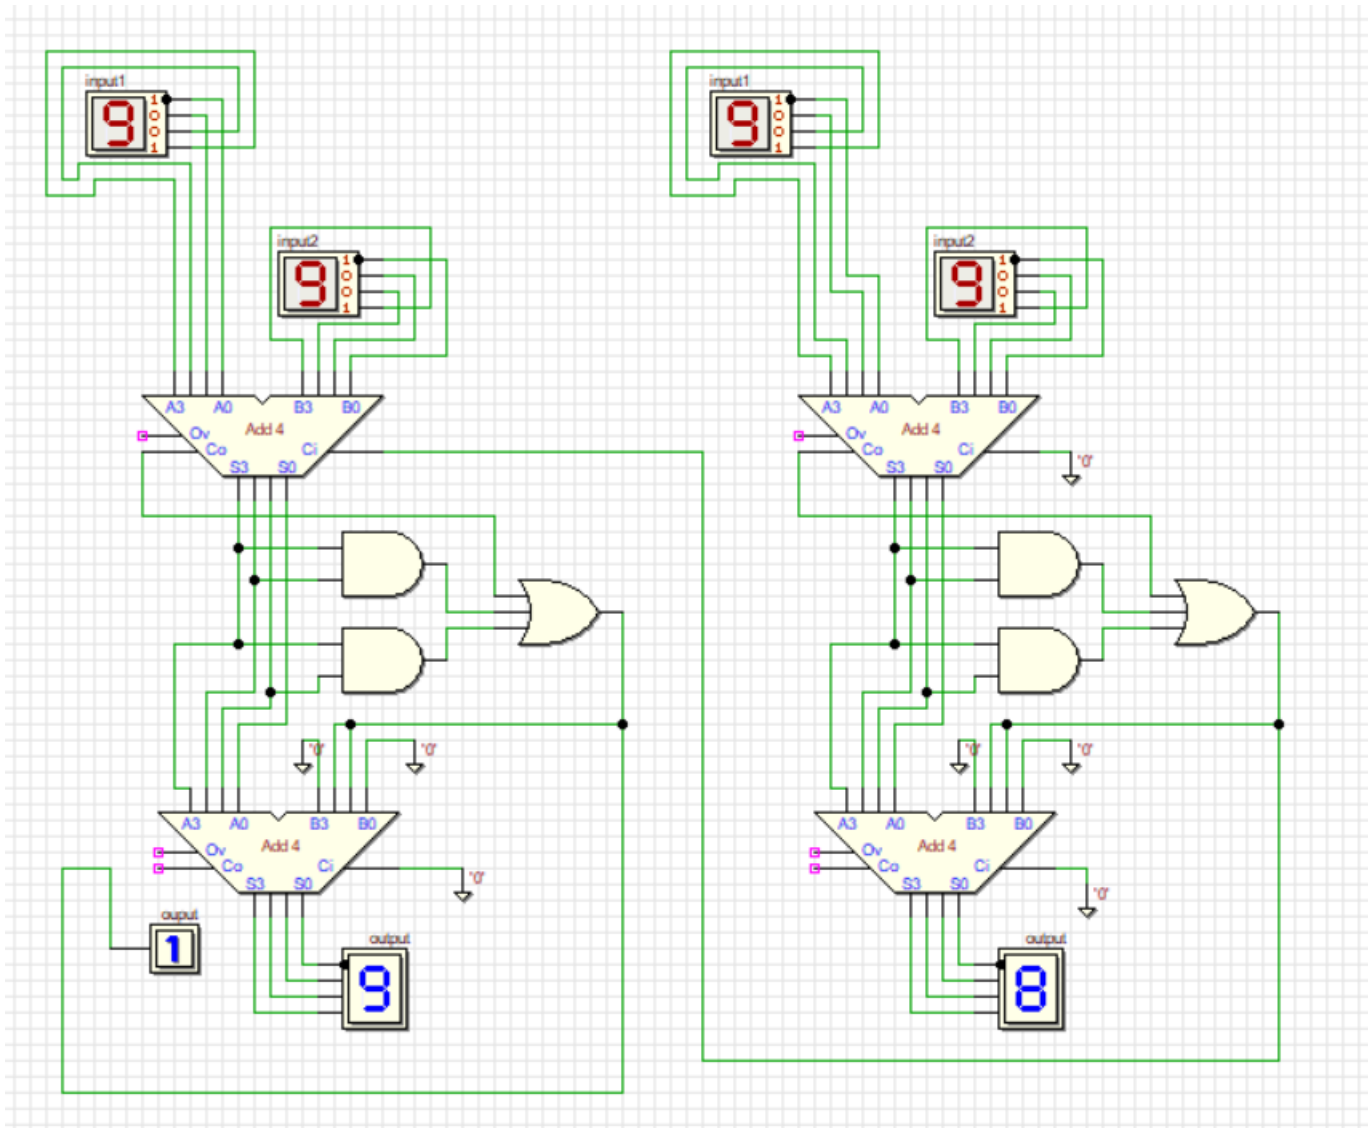 input1
input1
9
1
0
0
1
9
1
0
0
1
input2
input2
9
1
0
0
1
9
1
0
0
1
A3 A0 B3 B0
A3 A0 B3 B0
Add 4
Add 4
Ov
Ov
Co Ci
Co Ci
S3 S0
S3 S0
'0'
'0' '0'
'0' '0'
A3 A0 B3 B0
A3 A0 B3 B0
Add 4
Add 4
Ov
Ov
Co Ci
Co Ci
S3 S0
S3 S0
'0'
'0'
ouput
1
output
9
output
8